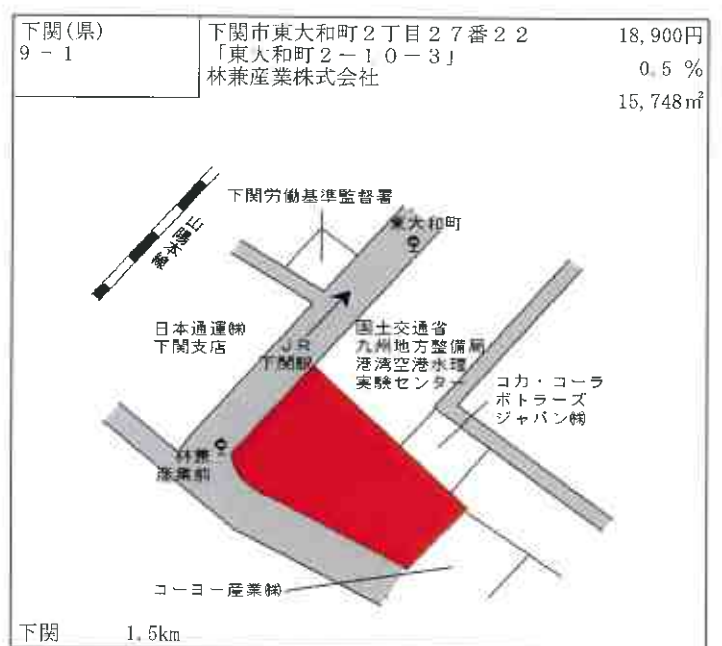 下関(県)
9－1
下関市東大和町２丁目２７番２２
「東大和町２－１０－３」
林兼産業株式会社
18,900円
0.5 %
15,748㎡
下関労働基準監督署
東大和町
山陽本線
日本通運㈱
下関支店
ＪＲ
下関駅
国土交通省
九州地方整備局
港湾空港水理
実験センター
コカ・コーラ
ボトラーズ
ジャパン㈱
林兼
産業前
コーヨー産業㈱
下関　1.5km